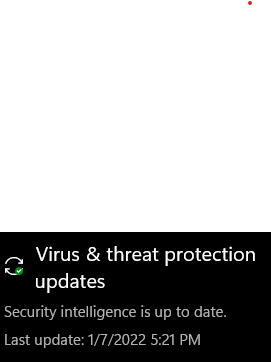 Virus & threat protection
updates
Security intelligence is up to date.
Last update: 1/7/2022 5:21 PM